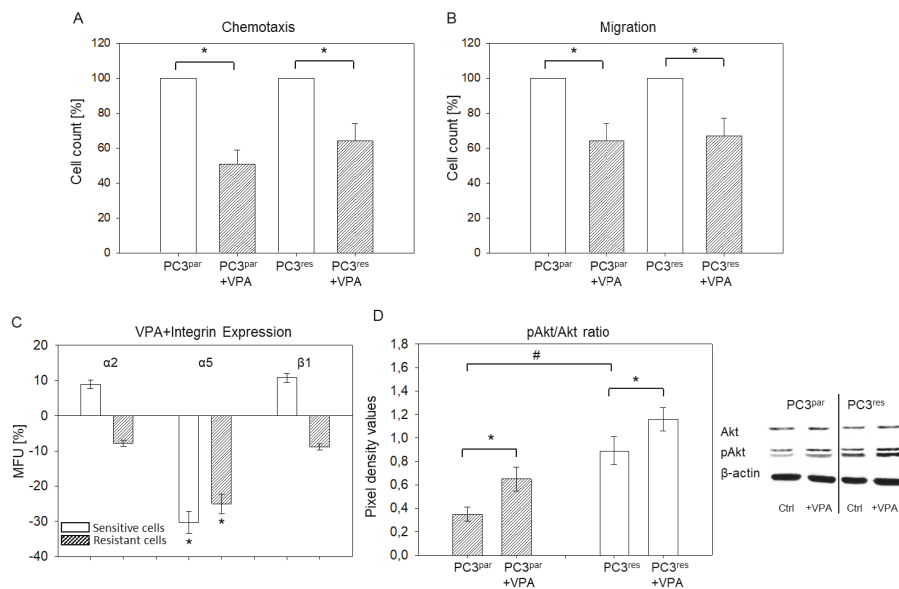 A
Chemotaxis
Cell count [%]
120
100
80
60
40
20
0
*
*
PC3par
PC3par
+VPA
PC3res
PC3res
+VPA
B
Migration
Cell count [%]
120
100
80
60
40
20
0
*
*
PC3par
PC3par
+VPA
PC3res
PC3res
+VPA
C
VPA+Integrin Expression
MFU [%]
20
10
0
-10
-20
-30
-40
α2
α5
β1
*
*
Sensitive cells
Resistant cells
D
pAkt/Akt ratio
Pixel density values
1,8
1,6
1,4
1,2
1,0
0,8
0,6
0,4
0,2
0,0
#
*
*
PC3par
PC3par
+VPA
PC3res
PC3res
+VPA
PC3par PC3res
Akt
pAkt
β-actin
Ctrl +VPA Ctrl +VPA